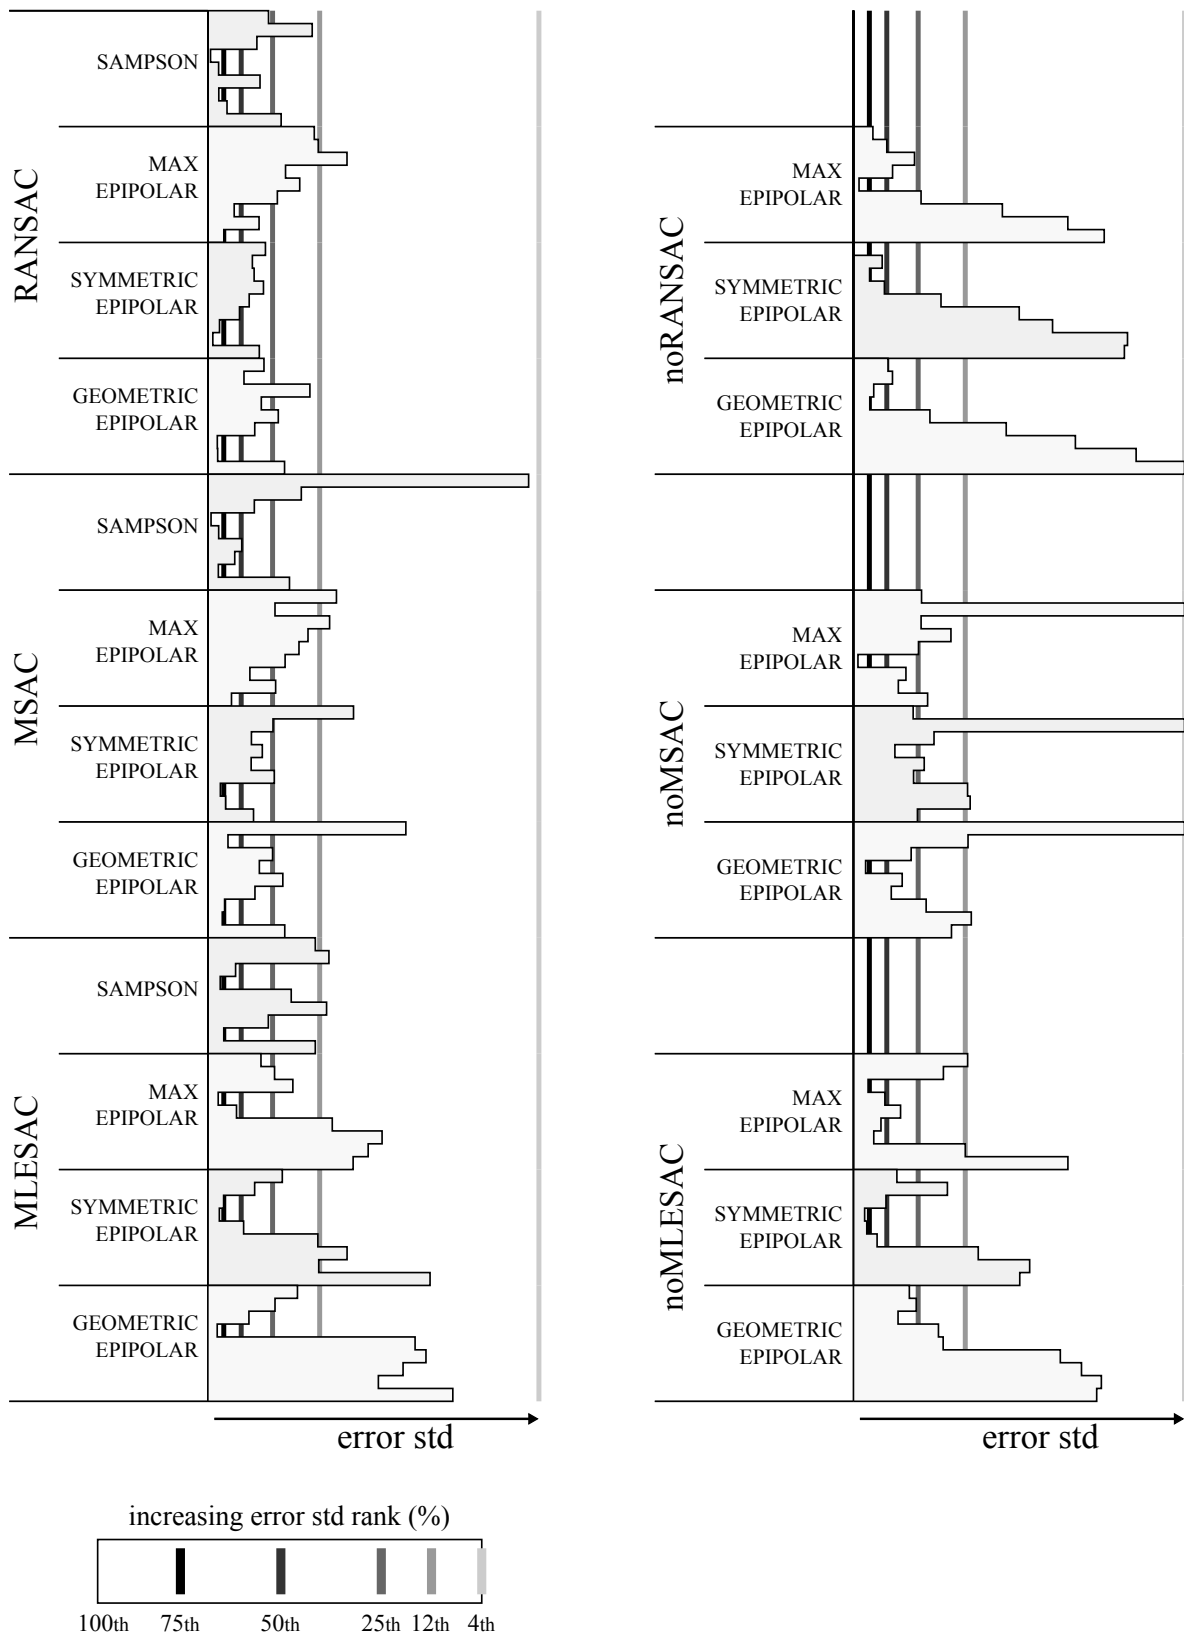 RANSAC
SAMPSON
MAX
EPIPOLAR
SYMMETRIC
EPIPOLAR
GEOMETRIC
EPIPOLAR
MSAC
SAMPSON
MAX
EPIPOLAR
SYMMETRIC
EPIPOLAR
GEOMETRIC
EPIPOLAR
MLESAC
SAMPSON
MAX
EPIPOLAR
SYMMETRIC
EPIPOLAR
GEOMETRIC
EPIPOLAR
error std
noRANSAC
MAX
EPIPOLAR
SYMMETRIC
EPIPOLAR
GEOMETRIC
EPIPOLAR
noMSAC
MAX
EPIPOLAR
SYMMETRIC
EPIPOLAR
GEOMETRIC
EPIPOLAR
noMLESAC
MAX
EPIPOLAR
SYMMETRIC
EPIPOLAR
GEOMETRIC
EPIPOLAR
error std
increasing error std rank (%)
100th 75th 50th 25th 12th 4th